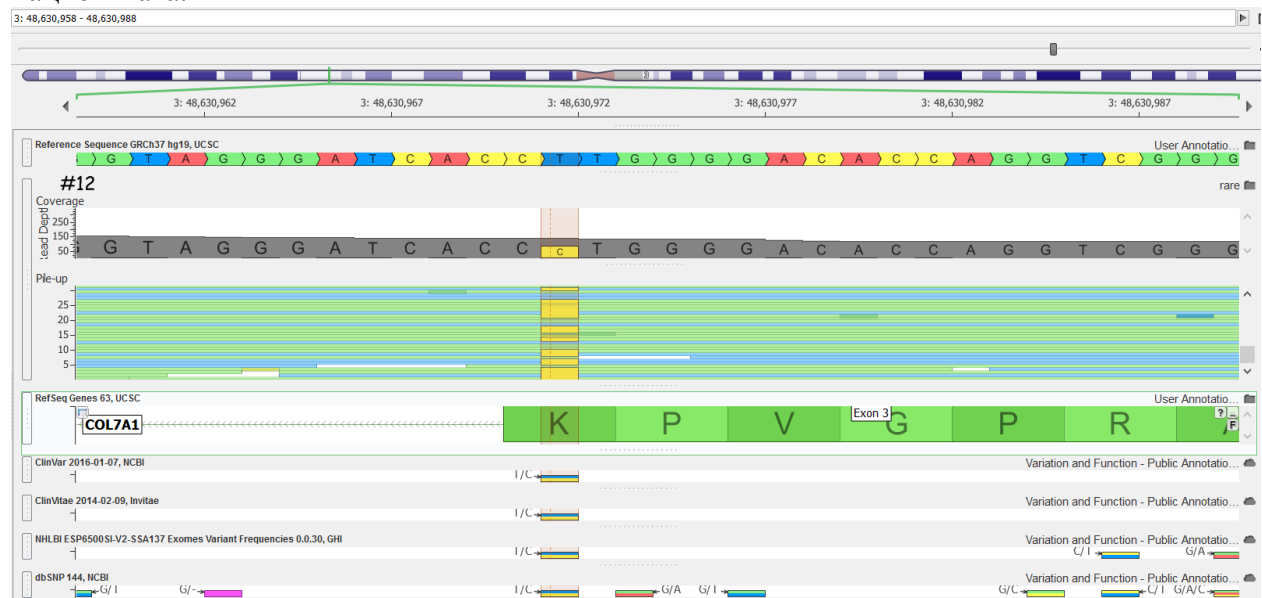 3: 48,630,958 - 48,630,988
3
3: 48,630,962 3: 48,630,967 3: 48,630,972 3: 48,630,977 3: 48,630,982 3: 48,630,987
Reference Sequence GRCh37 hg19, UCSC User Annotatio...
G T A G G G A T C A C C T T G G G G A C A C C A G G T C G G G
#12 rare
Coverage
250
150
50
G T A G G G A T C A C C C T G G G G A C A C C A G G T C G G G
Pile-up
25
20
15
10
5
RefSeq Genes 63, UCSC User Annotatio...
COL7A1 K P V G P R Exon 3 ? F
ClinVar 2016-01-07, NCBI Variation and Function - Public Annotatio...
T/C
ClinVitae 2014-02-09, Invitae Variation and Function - Public Annotatio...
T/C
NHLBI ESP6500SI-V2-SSA137 Exomes Variant Frequencies 0.0.30, GHI Variation and Function - Public Annotatio...
T/C C/T G/A
dbSNP 144, NCBI Variation and Function - Public Annotatio...
G/T G/- T/C G/A G/T G/C C/T G/A/C